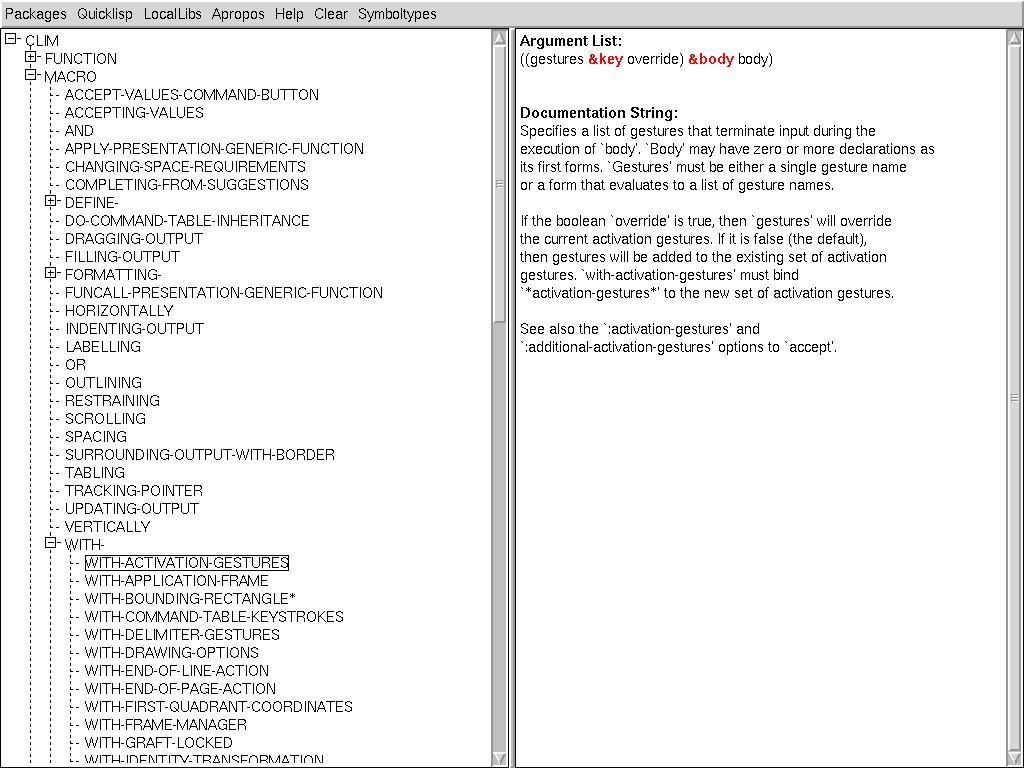 Packages Quicklisp LocalLibs Apropos Help Clear Symboltypes
CLIM
FUNCTION
MACRO
ACCEPT-VALUES-COMMAND-BUTTON
ACCEPTING-VALUES
AND
APPLY-PRESENTATION-GENERIC-FUNCTION
CHANGING-SPACE-REQUIREMENTS
COMPLETING-FROM-SUGGESTIONS
DEFINE-
DO-COMMAND-TABLE-INHERITANCE
DRAGGING-OUTPUT
FILLING-OUTPUT
FORMATTING-
FUNCALL-PRESENTATION-GENERIC-FUNCTION
HORIZONTALLY
INDENTING-OUTPUT
LABELLING
OR
OUTLINING
RESTRAINING
SCROLLING
SPACING
SURROUNDING-OUTPUT-WITH-BORDER
TABLING
TRACKING-POINTER
UPDATING-OUTPUT
VERTICALLY
WITH-
WITH-ACTIVATION-GESTURES
WITH-APPLICATION-FRAME
WITH-BOUNDING-RECTANGLE*
WITH-COMMAND-TABLE-KEYSTROKES
WITH-DELIMITER-GESTURES
WITH-DRAWING-OPTIONS
WITH-END-OF-LINE-ACTION
WITH-END-OF-PAGE-ACTION
WITH-FIRST-QUADRANT-COORDINATES
WITH-FRAME-MANAGER
WITH-GRAFT-LOCKED
WITH-IDENTITY-TRANSFORMATION
Argument List:
((gestures &key override) &body body)
Documentation String:
Specifies a list of gestures that terminate input during the
execution of `body'. `Body' may have zero or more declarations as
its first forms. `Gestures' must be either a single gesture name
or a form that evaluates to a list of gesture names.
If the boolean `override' is true, then `gestures' will override
the current activation gestures. If it is false (the default),
then gestures will be added to the existing set of activation
gestures. `with-activation-gestures' must bind
`*activation-gestures*' to the new set of activation gestures.
See also the `:activation-gestures' and
`:additional-activation-gestures' options to `accept'.